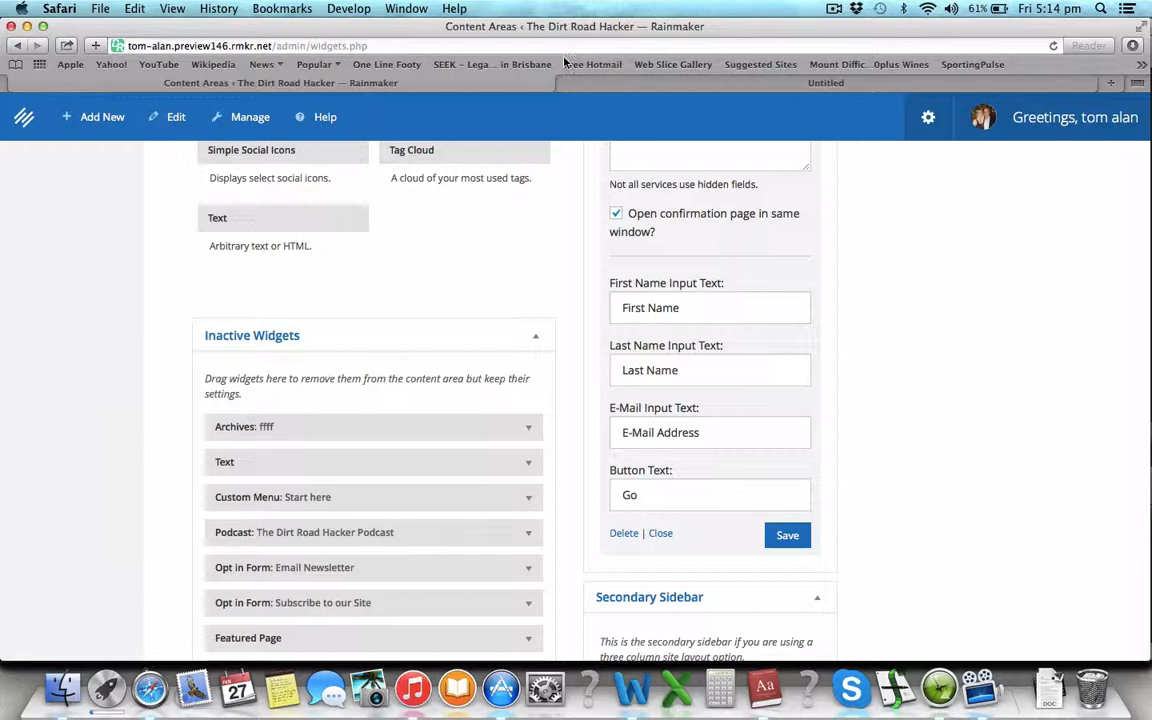 Safari File Edit View History Bookmarks Develop Window Help 61% Fri 5:14 pm
Content Areas ‹ The Dirt Road Hacker — Rainmaker
tom-alan.preview146.rmkr.net/admin/widgets.php Reader
Apple Yahoo! YouTube Wikipedia News Popular One Line Footy SEEK - Lega... in Brisbane Free Hotmail Web Slice Gallery Suggested Sites Mount Diffic...0plus Wines SportingPulse
Content Areas ‹ The Dirt Road Hacker — Rainmaker Untitled
Add New Edit Manage Help Greetings, tom alan
Simple Social Icons Tag Cloud
Displays select social icons. A cloud of your most used tags.
Text
Arbitrary text or HTML.
Inactive Widgets
Drag widgets here to remove them from the content area but keep their
settings.
Archives: ffff
Text
Custom Menu: Start here
Podcast: The Dirt Road Hacker Podcast
Opt in Form: Email Newsletter
Opt in Form: Subscribe to our Site
Featured Page
Not all services use hidden fields.
Open confirmation page in same
window?
First Name Input Text:
First Name
Last Name Input Text:
Last Name
E-Mail Input Text:
E-Mail Address
Button Text:
Go
Delete | Close Save
Secondary Sidebar
This is the secondary sidebar if you are using a
three column site layout option.
FEB
27
Aa
DOC